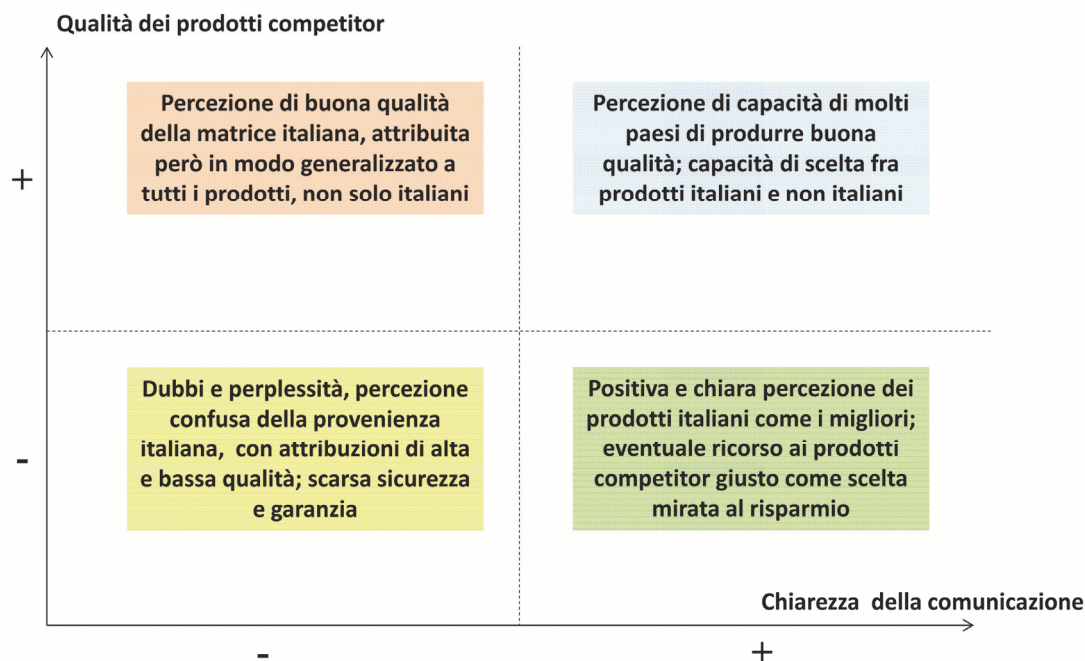 Qualità dei prodotti competitor
+
Percezione di buona qualità
della matrice italiana, attribuita
però in modo generalizzato a
tutti i prodotti, non solo italiani
Percezione di capacità di molti
paesi di produrre buona
qualità; capacità di scelta fra
prodotti italiani e non italiani
-
Dubbi e perplessità, percezione
confusa della provenienza
italiana, con attribuzioni di alta
e bassa qualità; scarsa sicurezza
e garanzia
Positiva e chiara percezione dei
prodotti italiani come i migliori;
eventuale ricorso ai prodotti
competitor giusto come scelta
mirata al risparmio
Chiarezza della comunicazione
-
+